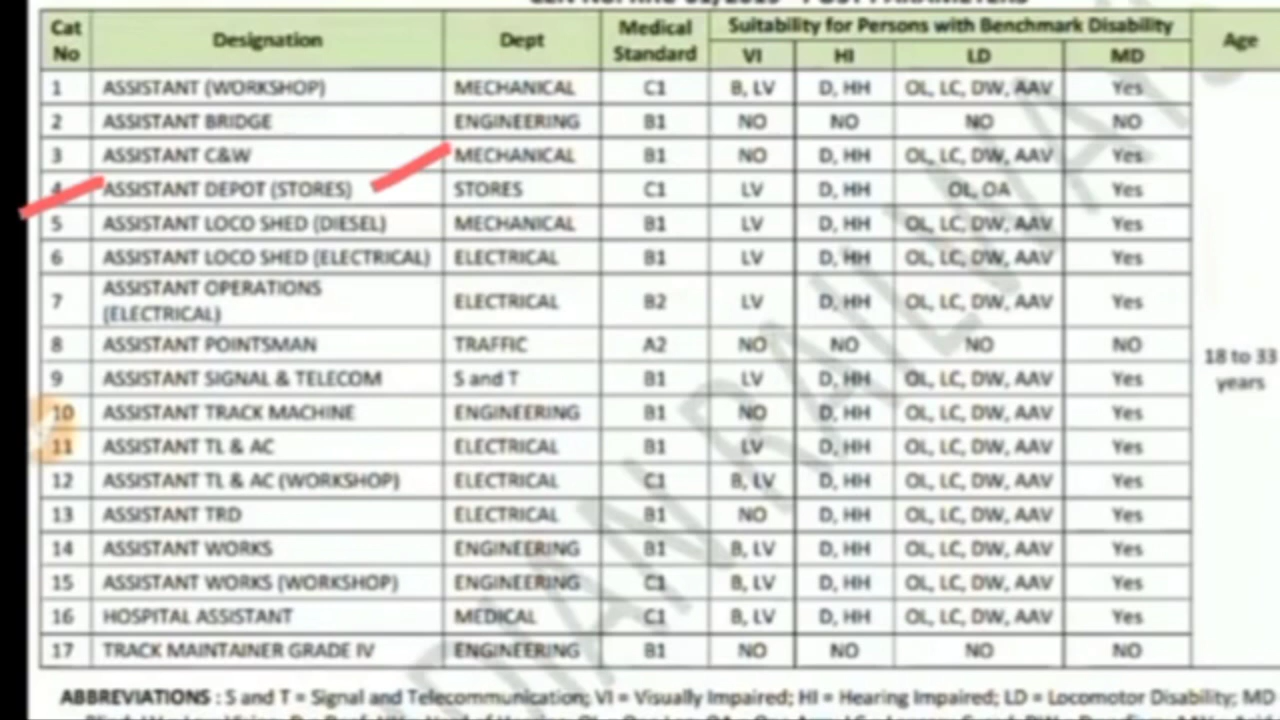 Cat No Designation Dept Medical Standard Suitability for Persons with Benchmark Disability Age
VI HI LD MD
1 ASSISTANT (WORKSHOP) MECHANICAL C1 B, LV D, HH OL, LC, DW, AAV Yes
2 ASSISTANT BRIDGE ENGINEERING B1 NO NO NO NO
3 ASSISTANT C&W MECHANICAL B1 NO D, HH OL, LC, DW, AAV Yes
4 ASSISTANT DEPOT (STORES) STORES C1 LV D, HH OL, OA Yes
5 ASSISTANT LOCO SHED (DIESEL) MECHANICAL B1 LV D, HH OL, LC, DW, AAV Yes
6 ASSISTANT LOCO SHED (ELECTRICAL) ELECTRICAL B1 LV D, HH OL, LC, DW, AAV Yes
7 ASSISTANT OPERATIONS (ELECTRICAL) ELECTRICAL B2 LV D, HH OL, LC, DW, AAV Yes
8 ASSISTANT POINTSMAN TRAFFIC A2 NO NO NO NO
18 to 33 years
9 ASSISTANT SIGNAL & TELECOM S and T B1 LV D, HH OL, LC, DW, AAV Yes
10 ASSISTANT TRACK MACHINE ENGINEERING B1 NO D, HH OL, LC, DW, AAV Yes
11 ASSISTANT TL & AC ELECTRICAL B1 LV D, HH OL, LC, DW, AAV Yes
12 ASSISTANT TL & AC (WORKSHOP) ELECTRICAL C1 B, LV D, HH OL, LC, DW, AAV Yes
13 ASSISTANT TRD ELECTRICAL B1 NO D, HH OL, LC, DW, AAV Yes
14 ASSISTANT WORKS ENGINEERING B1 B, LV D, HH OL, LC, DW, AAV Yes
15 ASSISTANT WORKS (WORKSHOP) ENGINEERING C1 B, LV D, HH OL, LC, DW, AAV Yes
16 HOSPITAL ASSISTANT MEDICAL C1 B, LV D, HH OL, LC, DW, AAV Yes
17 TRACK MAINTAINER GRADE IV ENGINEERING B1 NO NO NO NO
ABBREVIATIONS : S and T = Signal and Telecommunication; VI = Visually Impaired; HI = Hearing Impaired; LD = Locomotor Disability; MD